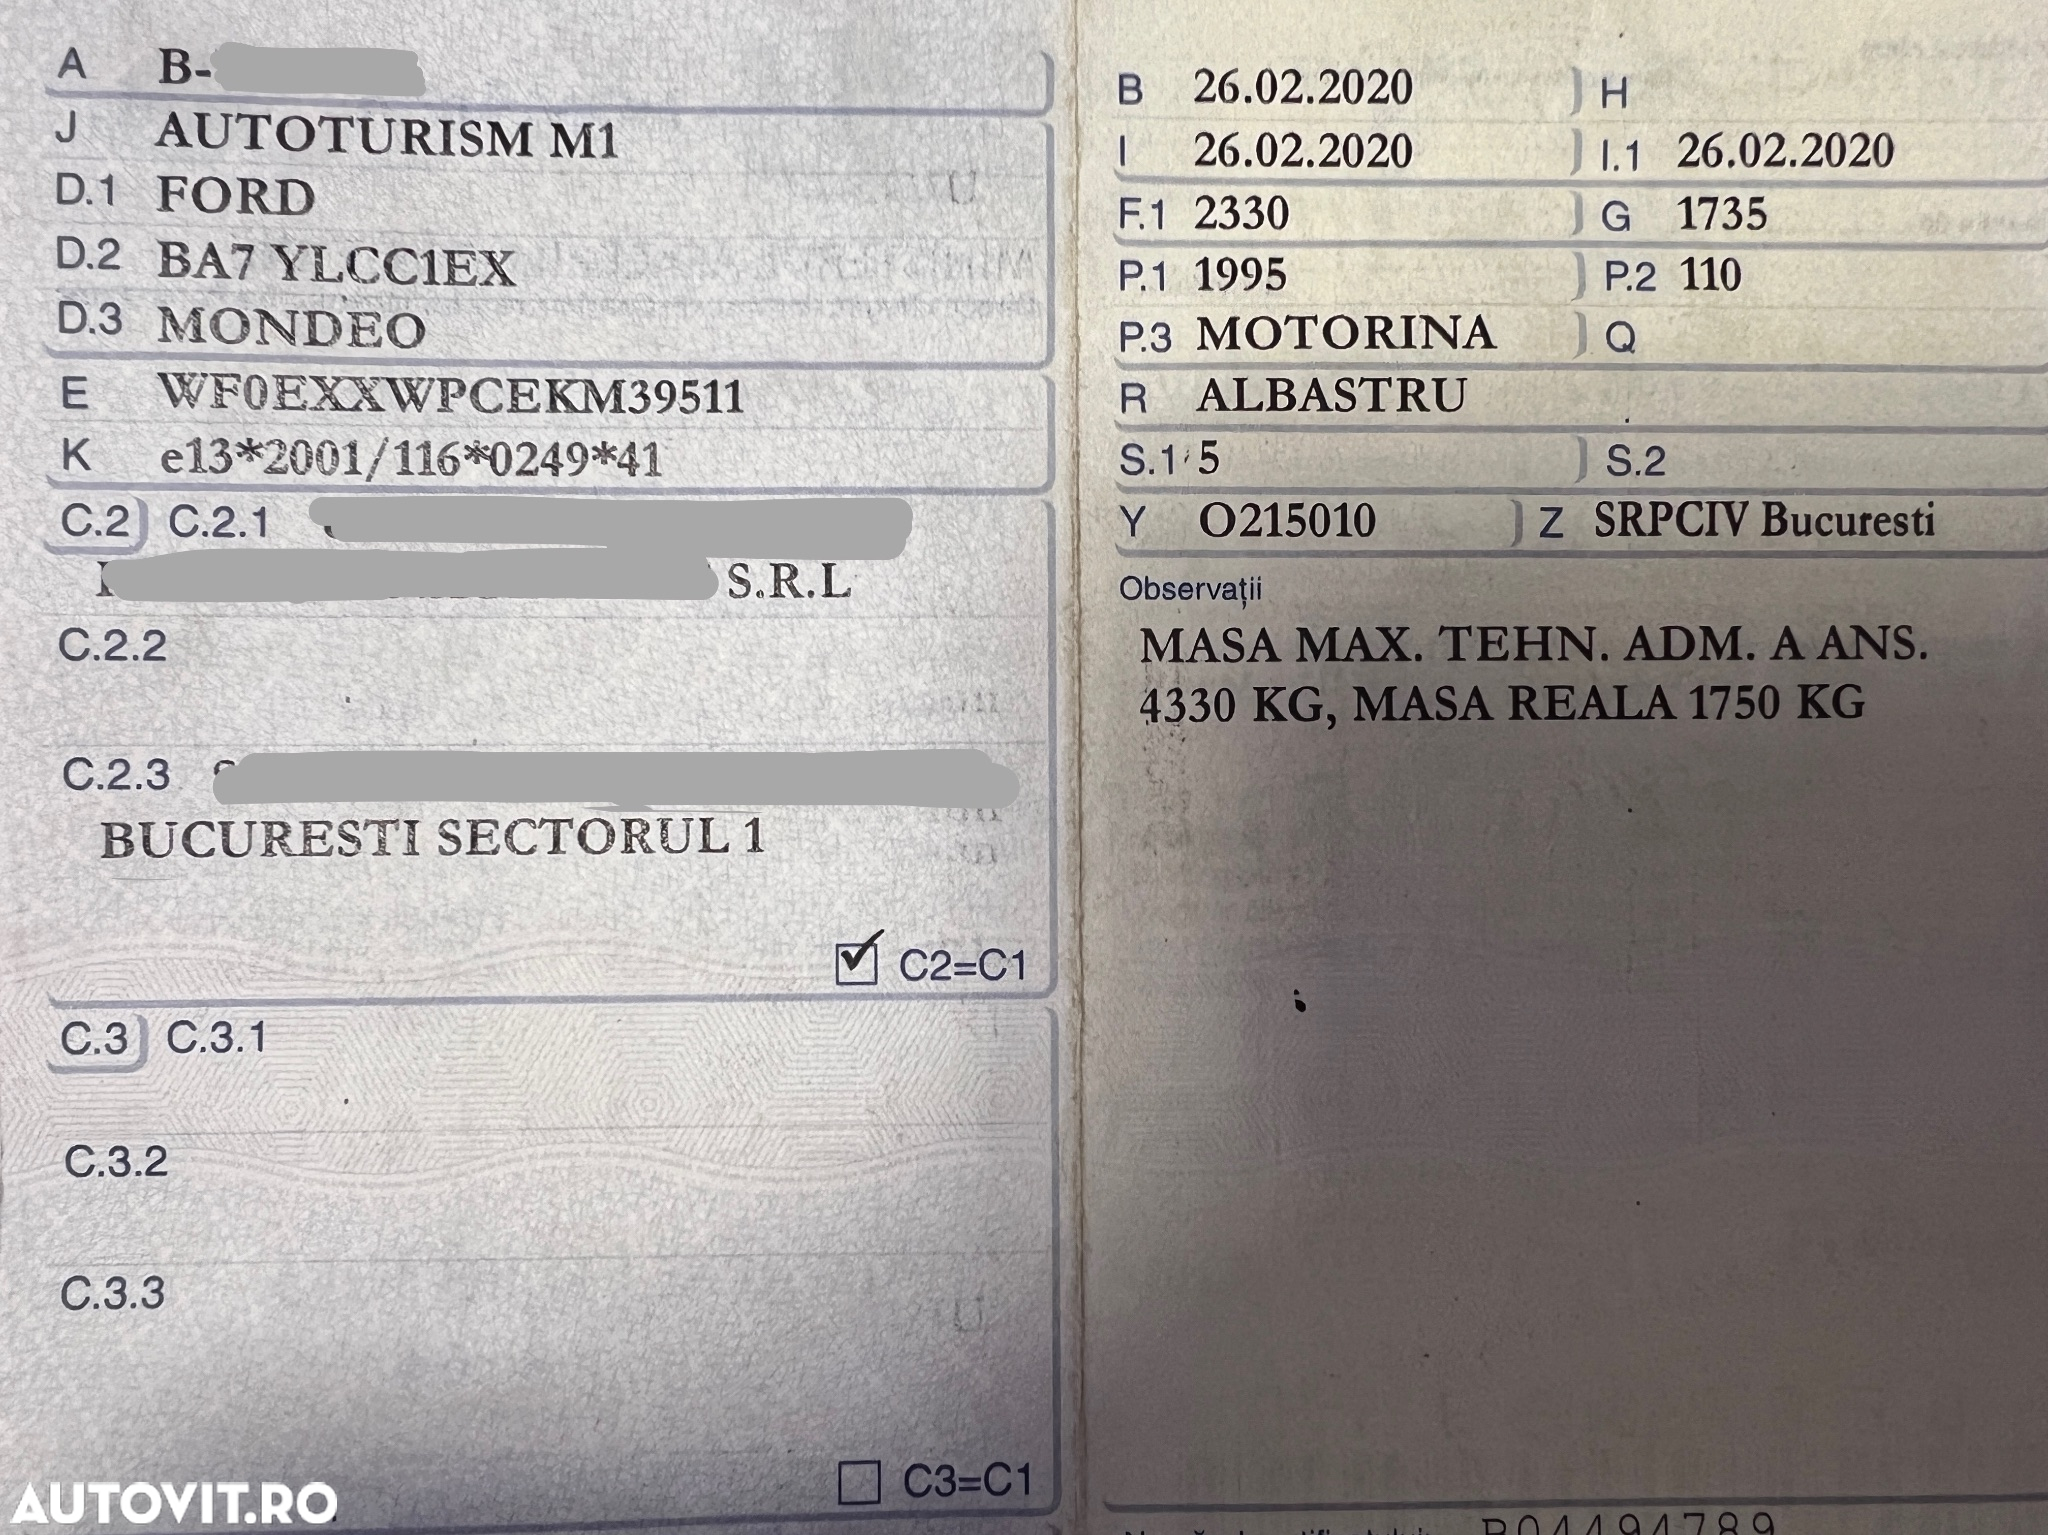 A B-
J AUTOTURISM M1
D.1 FORD
D.2 BA7 YLCC1EX
D.3 MONDEO
E WF0EXXWPCEKM39511
K e13*2001/116*0249*41
C.2 C.2.1
S.R.L
C.2.2
C.2.3
BUCURESTI SECTORUL 1
C2=C1
C.3 C.3.1
C.3.2
C.3.3
C3=C1
B 26.02.2020 H
I 26.02.2020 I.1 26.02.2020
F.1 2330 G 1735
P.1 1995 P.2 110
P.3 MOTORINA Q
R ALBASTRU
S.1 5 S.2
Y O215010 Z SRPCIV Bucuresti
Observații
MASA MAX. TEHN. ADM. A ANS.
4330 KG, MASA REALA 1750 KG
AUTOVIT.RO